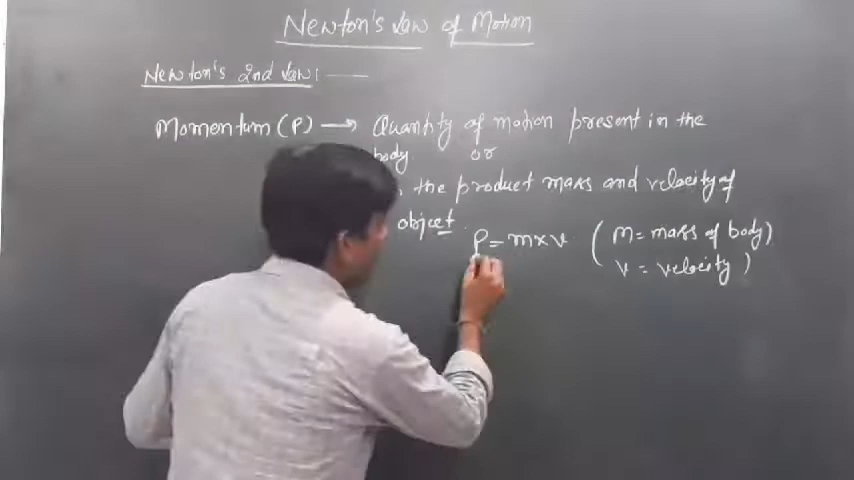 Newton's Law of Motion
Newton's 2nd Law: —
Momentum (P) → Quantity of motion present in the
body. or
the product mass and velocity of
object.
P = m×v (m = mass of body)
v = velocity )